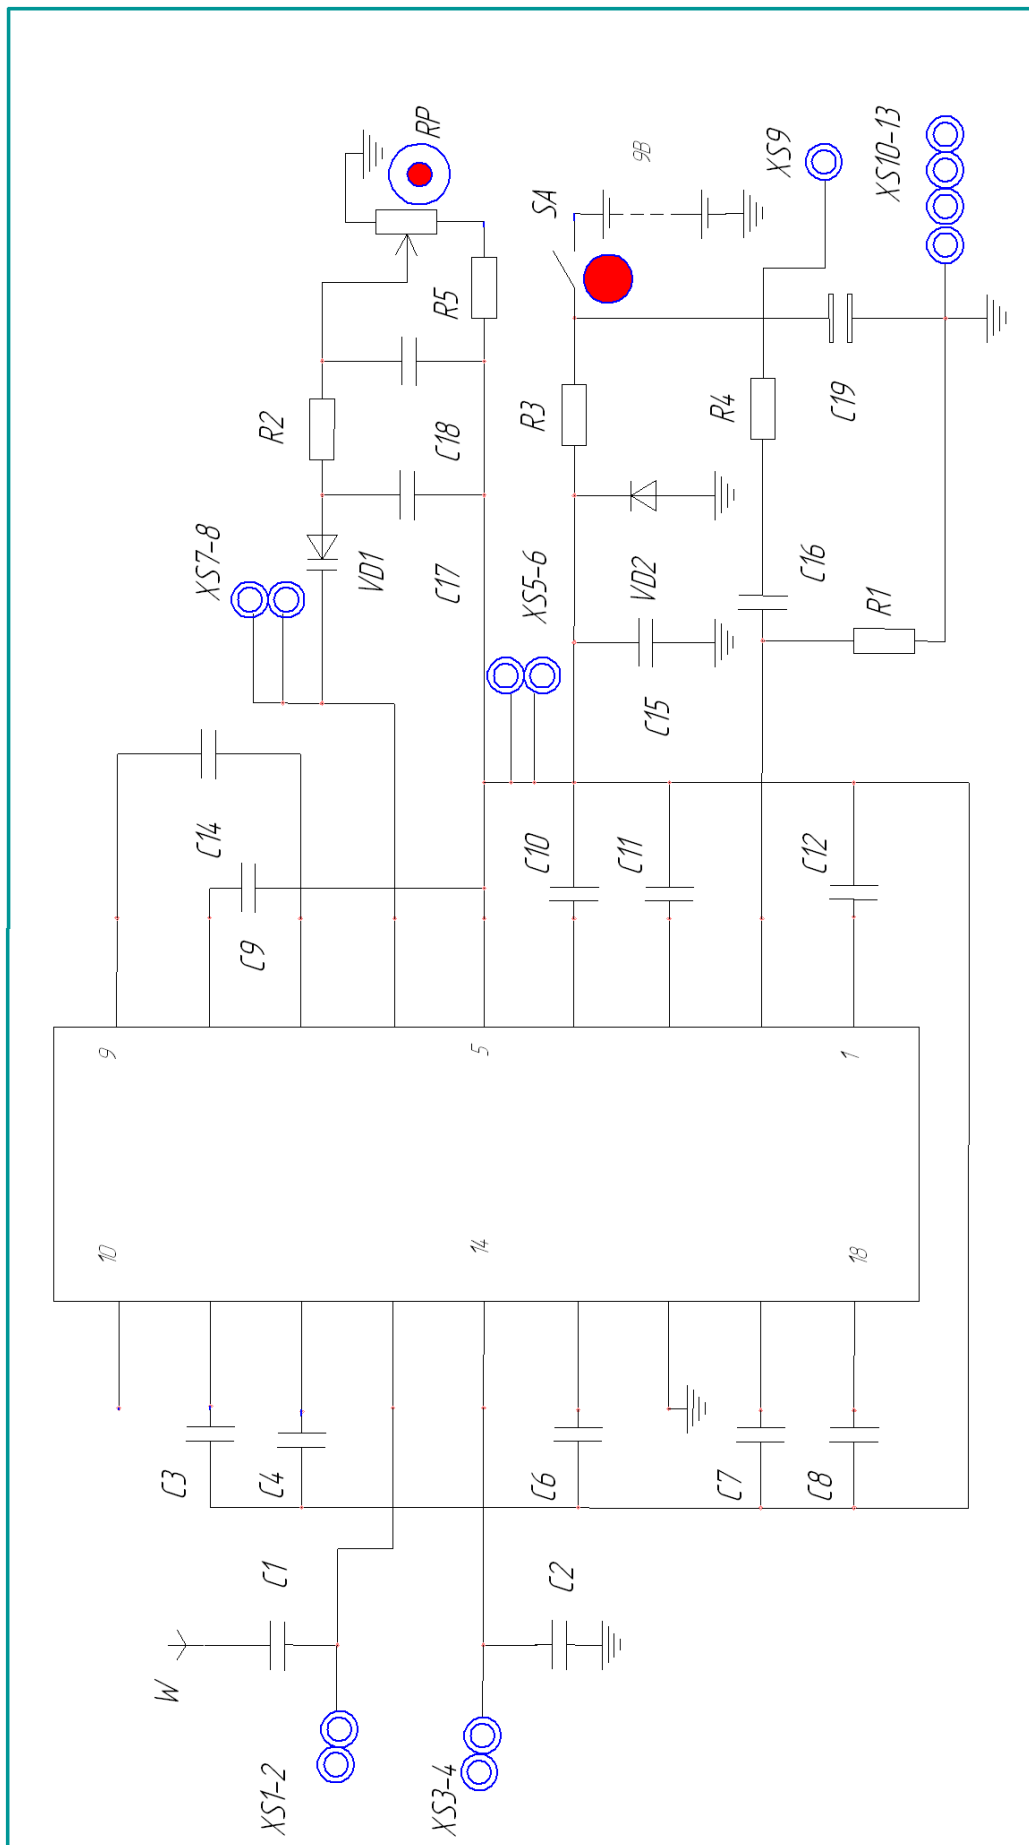 W
XS1-2
C1
C3
C4
10
9
C9
C14
XS7-8
R2
VD1
C17
C18
RP
R5
XS3-4
C2
C6
14
5
C10
XS5-6
R3
SA
9В
C11
C15
VD2
C7
C8
18
1
C12
C16
R4
R1
C19
XS9
XS10-13